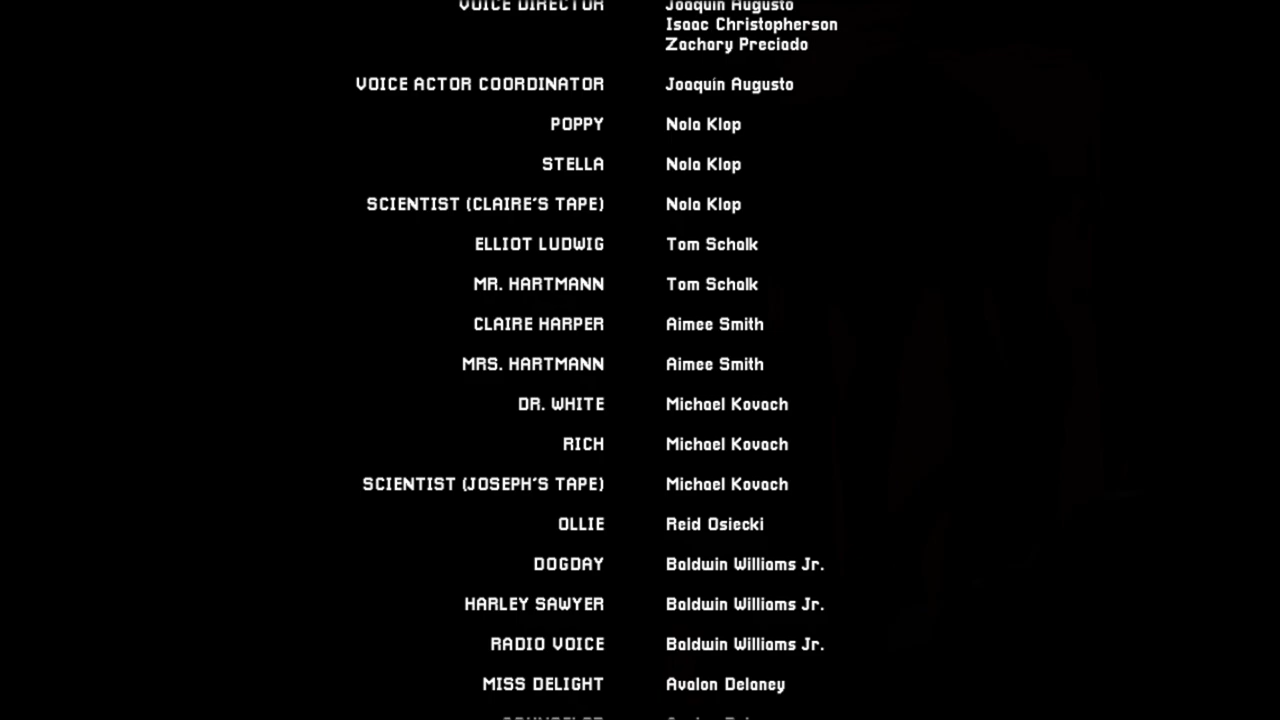 VOICE DIRECTOR Joaquín Augusto
Isaac Christopherson
Zachary Preciado
VOICE ACTOR COORDINATOR Joaquín Augusto
POPPY Nola Klop
STELLA Nola Klop
SCIENTIST (CLAIRE'S TAPE) Nola Klop
ELLIOT LUDWIG Tom Schalk
MR. HARTMANN Tom Schalk
CLAIRE HARPER Aimee Smith
MRS. HARTMANN Aimee Smith
DR. WHITE Michael Kovach
RICH Michael Kovach
SCIENTIST (JOSEPH'S TAPE) Michael Kovach
OLLIE Reid Osiecki
DOGDAY Baldwin Williams Jr.
HARLEY SAWYER Baldwin Williams Jr.
RADIO VOICE Baldwin Williams Jr.
MISS DELIGHT Avalon Delaney